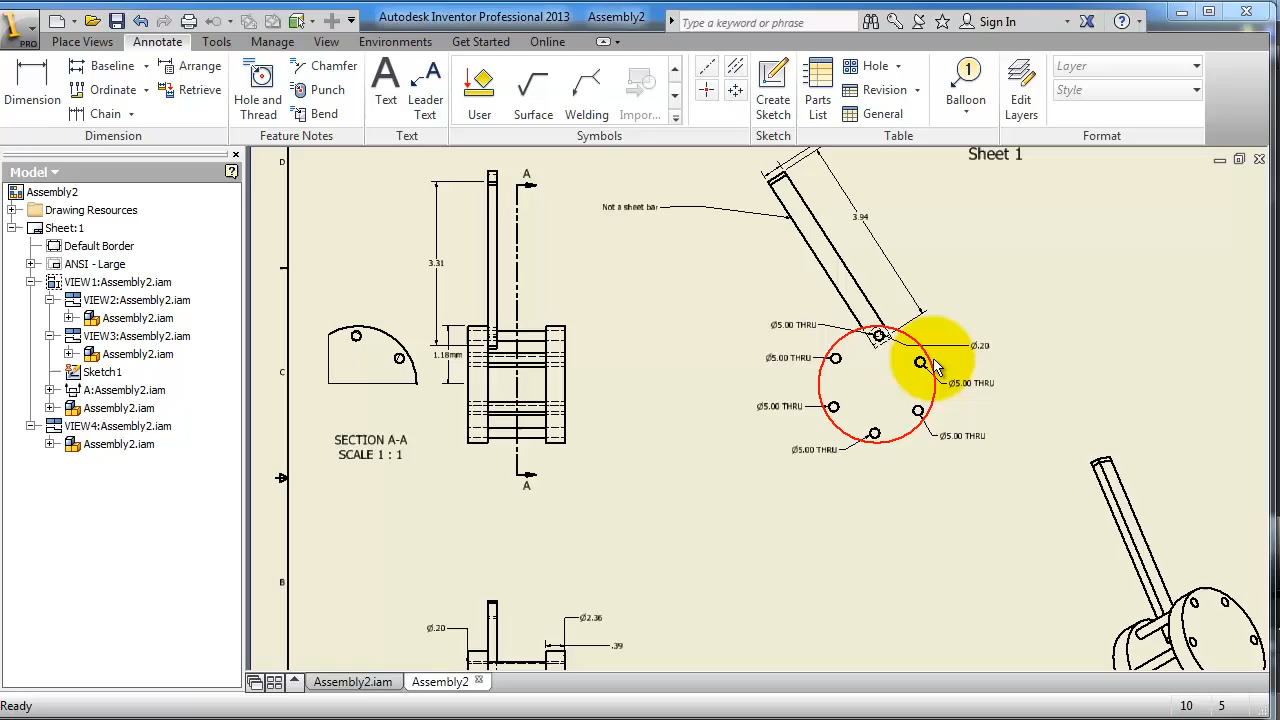 Autodesk Inventor Professional 2013 Assembly2
Type a keyword or phrase
Sign In
PRO
Place Views Annotate Tools Manage View Environments Get Started Online
Dimension
Baseline
Ordinate
Chain
Arrange
Retrieve
Dimension
Hole and Thread
Chamfer
Punch
Bend
Feature Notes
Text
Leader Text
Text
User
Surface
Welding
Impor...
Symbols
Create Sketch
Sketch
Parts List
Hole
Revision
General
Table
Balloon
Edit Layers
Layer
Style
Format
Model
Assembly2
Drawing Resources
Sheet:1
Default Border
ANSI - Large
VIEW1:Assembly2.iam
VIEW2:Assembly2.iam
Assembly2.iam
VIEW3:Assembly2.iam
Assembly2.iam
Sketch1
A:Assembly2.iam
Assembly2.iam
VIEW4:Assembly2.iam
Assembly2.iam
Sheet 1
D
C
B
A
A
3.31
1.18mm
SECTION A-A
SCALE 1 : 1
Not a sheet bar
3.94
Ø5.00 THRU
Ø.20
Ø5.00 THRU
Ø5.00 THRU
Ø5.00 THRU
Ø5.00 THRU
Ø5.00 THRU
Ø.20
Ø2.36
.39
Assembly2.iam
Assembly2
Ready
10 5